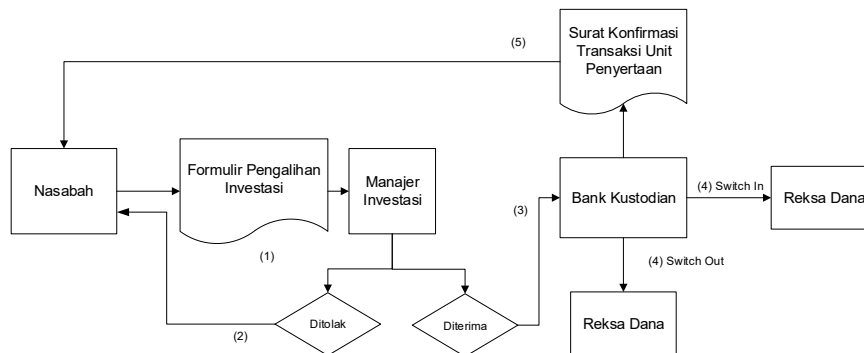 Surat Konfirmasi
Transaksi Unit
Penyertaan
(5)
Nasabah
Formulir Pengalihan
Investasi
Manajer
Investasi
Bank Kustodian
(4) Switch In
Reksa Dana
(3)
(1)
(4) Switch Out
Reksa Dana
(2)
Ditolak
Diterima